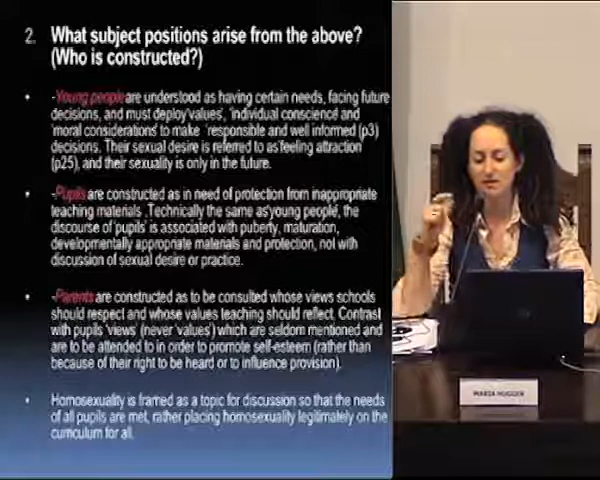 2. What subject positions arise from the above?
(Who is constructed?)
• -Young people are understood as having certain needs, facing future
decisions, and must deploy 'values', 'individual conscience and
'moral considerations' to make 'responsible and well informed (p3)
decisions. Their sexual desire is referred to as feeling attraction
(p25), and their sexuality is only in the future.
• -Pupils are constructed as in need of protection from inappropriate
teaching materials .Technically the same as young people, the
discourse of 'pupils' is associated with puberty, maturation,
developmentally appropriate materials and protection, not with
discussion of sexual desire or practice.
• -Parents are constructed as to be consulted whose views schools
should respect and whose values teaching should reflect. Contrast
with pupils 'views' (never 'values') which are seldom mentioned and
are to be attended to in order to promote self-esteem (rather than
because of their right to be heard or to influence provision).
• Homosexuality is framed as a topic for discussion so that the needs
of all pupils are met, rather placing homosexuality legitimately on the
curriculum for all.
MARIA